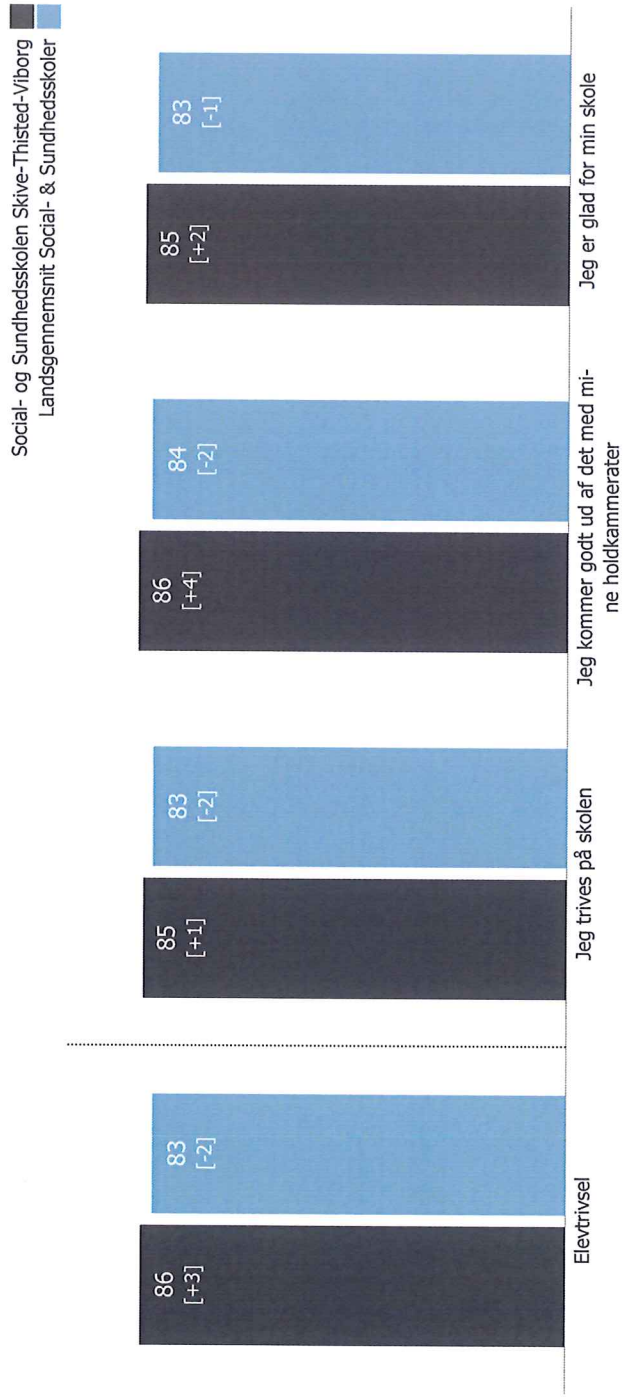 Social- og Sundhedsskolen Skive-Thisted-Viborg
Landsgennemsnit Social- & Sundhedsskoler
86
[+3]
83
[-2]
85
[+1]
83
[-2]
86
[+4]
84
[-2]
85
[+2]
83
[-1]
Elevtrivsel
Jeg trives på skolen
Jeg kommer godt ud af det med mi-
ne holdkammerater
Jeg er glad for min skole